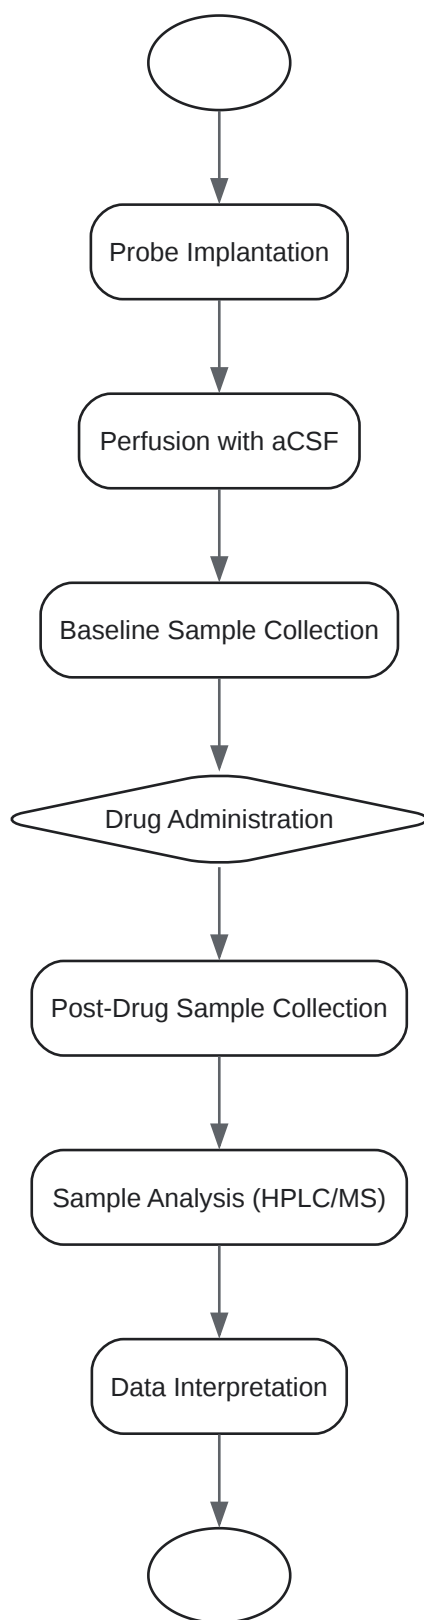 Probe Implantation
Perfusion with aCSF
Baseline Sample Collection
Drug Administration
Post-Drug Sample Collection
Sample Analysis (HPLC/MS)
Data Interpretation